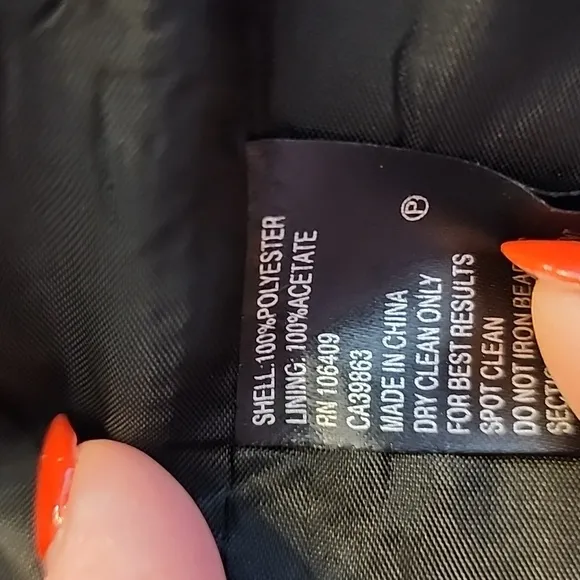 SHELL:100%POLYESTER
LINING: 100%ACETATE
RN 106409
CA39863
MADE IN CHINA
DRY CLEAN ONLY
FOR BEST RESULTS
SPOT CLEAN
DO NOT IRON
P